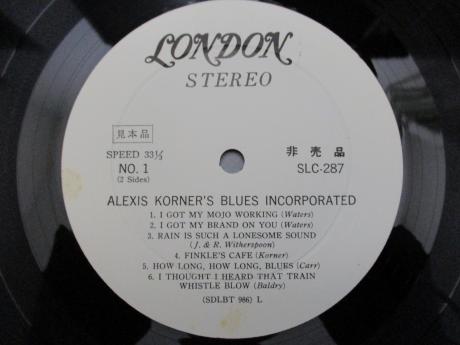 LONDON
STEREO
見本品
非売品
SPEED 33⅓
NO. 1
SLC-287
(2 Sides)
ALEXIS KORNER'S BLUES INCORPORATED
1. I GOT MY MOJO WORKING (Waters)
2. I GOT MY BRAND ON YOU (Waters)
3. RAIN IS SUCH A LONESOME SOUND
(J. & R. Witherspoon)
4. FINKLE'S CAFE (Korner)
5. HOW LONG, HOW LONG, BLUES (Carr)
6. I THOUGHT I HEARD THAT TRAIN
WHISTLE BLOW (Baldry)
(SDLBT 986) L